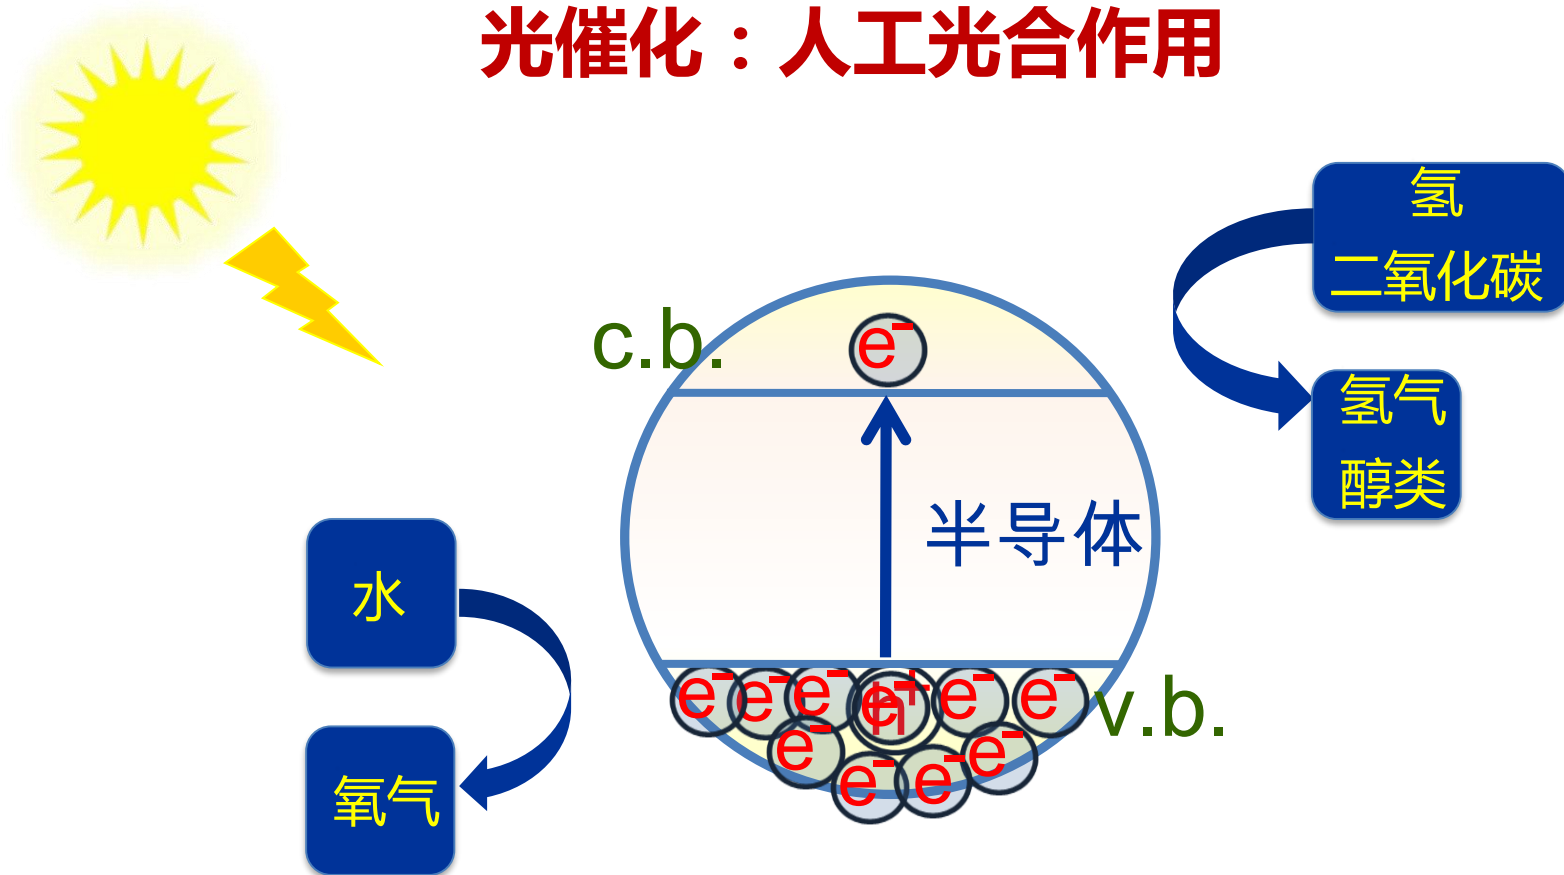 光催化：人工光合作用
氢
二氧化碳
c.b.
e-
氢气
醇类
半导体
水
e-
e-
e-
h+
e-
e-
e-
v.b.
e-
e-
e-
e-
氧气